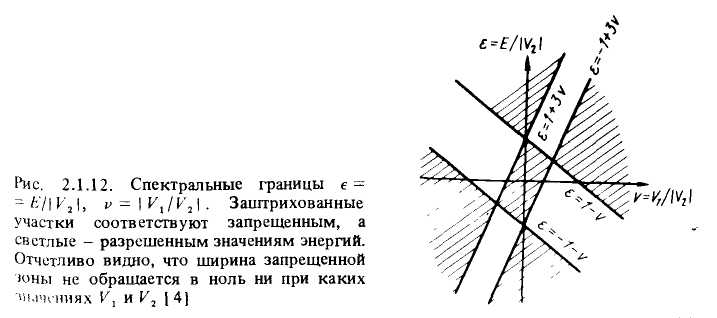 Рис. 2.1.12. Спектральные границы ϵ =
= E/|V₂|, ν = |V₁/V₂|. Заштрихованные
участки соответствуют запрещенным, а
светлые – разрешенным значениям энергий.
Отчетливо видно, что ширина запрещенной
зоны не обращается в ноль ни при каких
значениях V₁ и V₂ [4]
ε=E/|V₂|
ε=-1+3ν
ε=1+3ν
ν=V₁/|V₂|
ε=1-ν
ε=-1-ν